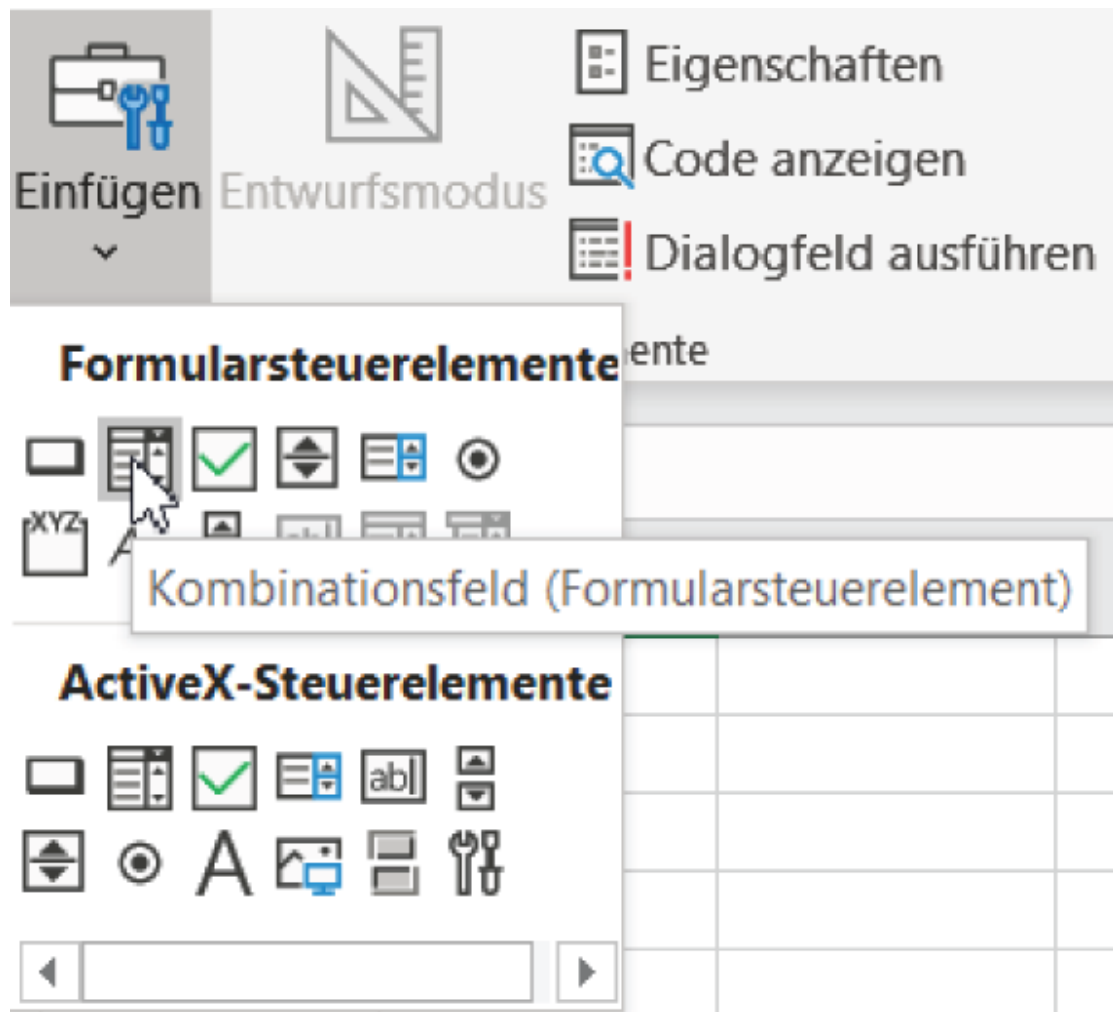 Einfügen
Entwurfsmodus
Eigenschaften
Code anzeigen
Dialogfeld ausführen
ente
Formularsteuerelemente
XYZ
Kombinationsfeld (Formularsteuerelement)
ActiveX-Steuerelemente
ab
A